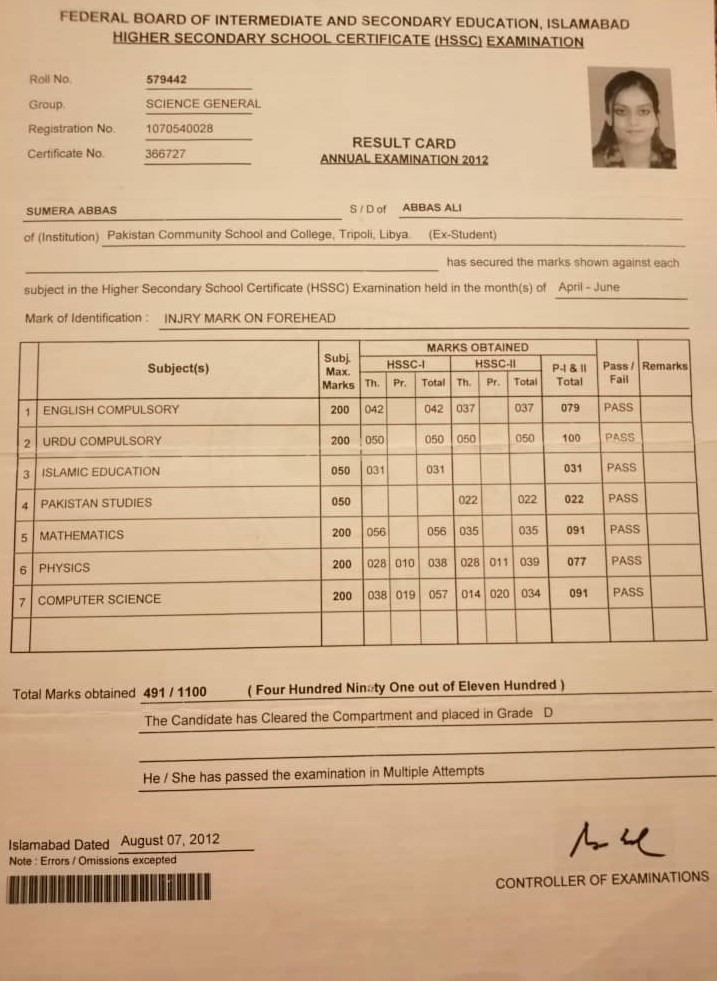 FEDERAL BOARD OF INTERMEDIATE AND SECONDARY EDUCATION, ISLAMABAD
HIGHER SECONDARY SCHOOL CERTIFICATE (HSSC) EXAMINATION
Roll No. 579442
Group. SCIENCE GENERAL
Registration No. 1070540028
Certificate No. 366727
RESULT CARD
ANNUAL EXAMINATION 2012
SUMERA ABBAS S / D of ABBAS ALI
of (Institution) Pakistan Community School and College, Tripoli, Libya. (Ex-Student)
has secured the marks shown against each
subject in the Higher Secondary School Certificate (HSSC) Examination held in the month(s) of April - June
Mark of Identification : INJRY MARK ON FOREHEAD
Subject(s) Subj. Max. Marks MARKS OBTAINED Pass / Fail Remarks
HSSC-I HSSC-II P-I & II Total
Th. Pr. Total Th. Pr. Total
1 ENGLISH COMPULSORY 200 042 042 037 037 079 PASS
2 URDU COMPULSORY 200 050 050 050 050 100 PASS
3 ISLAMIC EDUCATION 050 031 031 031 PASS
4 PAKISTAN STUDIES 050 022 022 022 PASS
5 MATHEMATICS 200 056 056 035 035 091 PASS
6 PHYSICS 200 028 010 038 028 011 039 077 PASS
7 COMPUTER SCIENCE 200 038 019 057 014 020 034 091 PASS
Total Marks obtained 491 / 1100 ( Four Hundred Ninety One out of Eleven Hundred )
The Candidate has Cleared the Compartment and placed in Grade D
He / She has passed the examination in Multiple Attempts
Islamabad Dated August 07, 2012
Note : Errors / Omissions excepted
CONTROLLER OF EXAMINATIONS